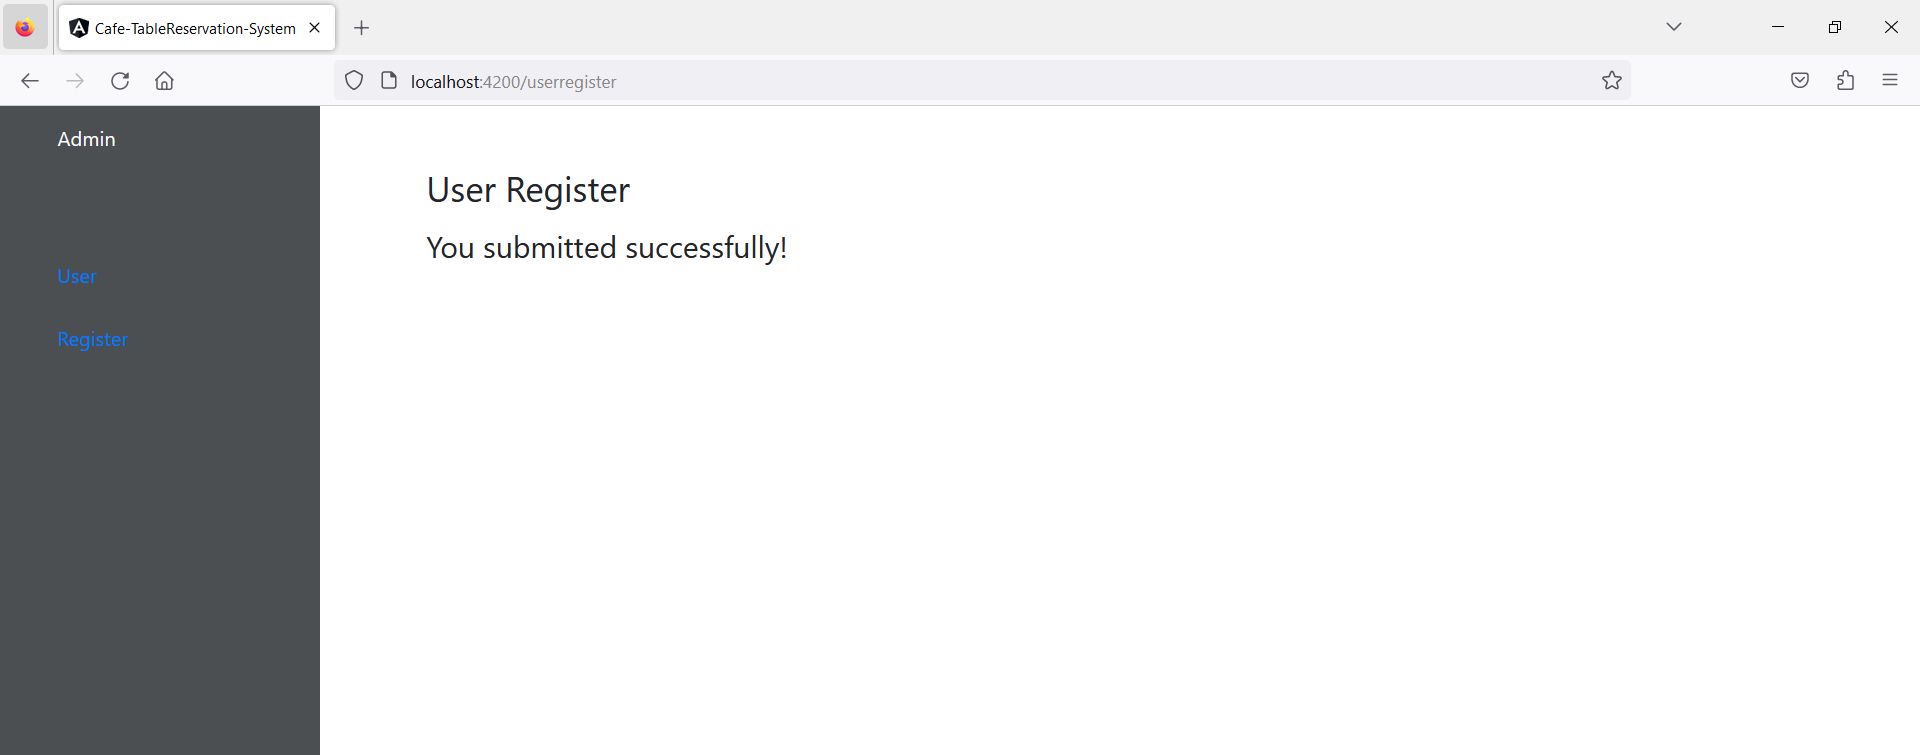 Cafe-TableReservation-System
localhost:4200/userregister
Admin
User
Register
User Register
You submitted successfully!